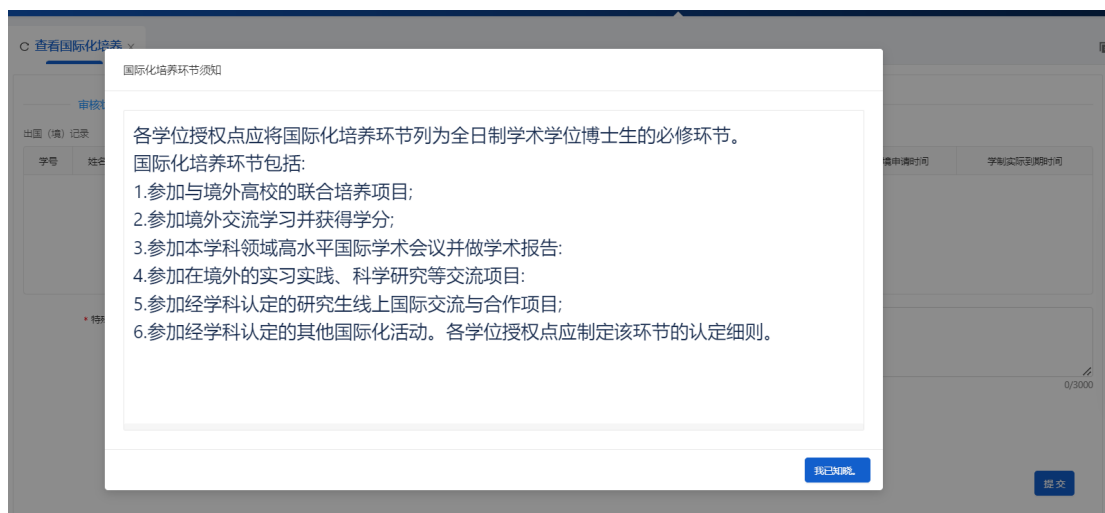 查看国际化培养 ×
国际化培养环节须知
审核
出国（境）记录
学号 姓名
境申请时间 学制实际到期时间
各学位授权点应将国际化培养环节列为全日制学术学位博士生的必修环节。
国际化培养环节包括:
1.参加与境外高校的联合培养项目;
2.参加境外交流学习并获得学分;
3.参加本学科领域高水平国际学术会议并做学术报告:
4.参加在境外的实习实践、科学研究等交流项目:
5.参加经学科认定的研究生线上国际交流与合作项目;
6.参加经学科认定的其他国际化活动。各学位授权点应制定该环节的认定细则。
* 特
0/3000
我已知晓。
提交